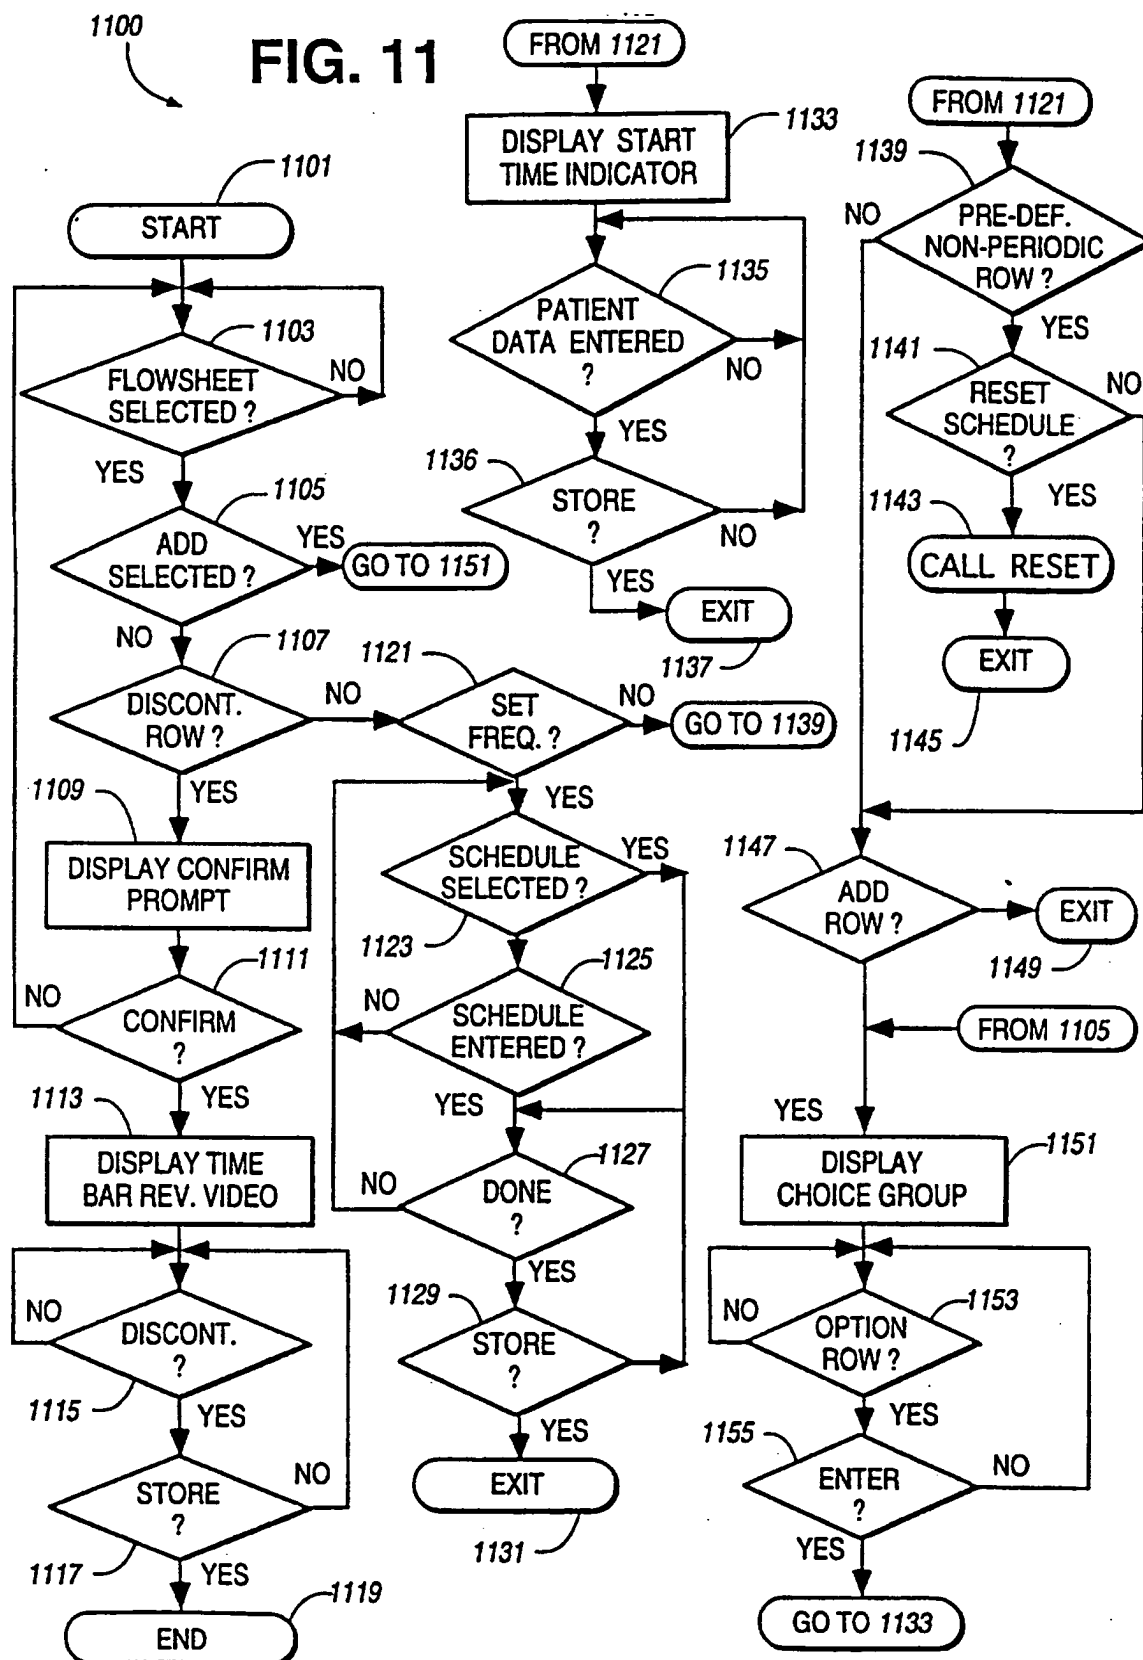 1100
FIG. 11
1101
START
1103
FLOWSHEET
SELECTED ?
NO
YES
1105
ADD
SELECTED ?
YES
GO TO 1151
NO
1107
DISCONT.
ROW ?
NO
YES
1109
DISPLAY CONFIRM
PROMPT
1111
NO
CONFIRM
?
YES
1113
DISPLAY TIME
BAR REV. VIDEO
NO
DISCONT.
?
1115
YES
NO
STORE
?
1117
YES
1119
END
1121
SET
FREQ. ?
NO
GO TO 1139
YES
SCHEDULE
SELECTED ?
YES
1123
1125
NO
SCHEDULE
ENTERED ?
YES
1127
NO
DONE
?
YES
1129
STORE
?
YES
EXIT
1131
FROM 1121
1133
DISPLAY START
TIME INDICATOR
1135
PATIENT
DATA ENTERED
?
NO
YES
1136
STORE
?
NO
YES
EXIT
1137
FROM 1121
1139
NO
PRE-DEF.
NON-PERIODIC
ROW ?
YES
1141
NO
RESET
SCHEDULE
?
YES
1143
CALL RESET
EXIT
1145
1147
ADD
ROW ?
EXIT
1149
FROM 1105
YES
1151
DISPLAY
CHOICE GROUP
1153
NO
OPTION
ROW ?
YES
1155
NO
ENTER
?
YES
GO TO 1133